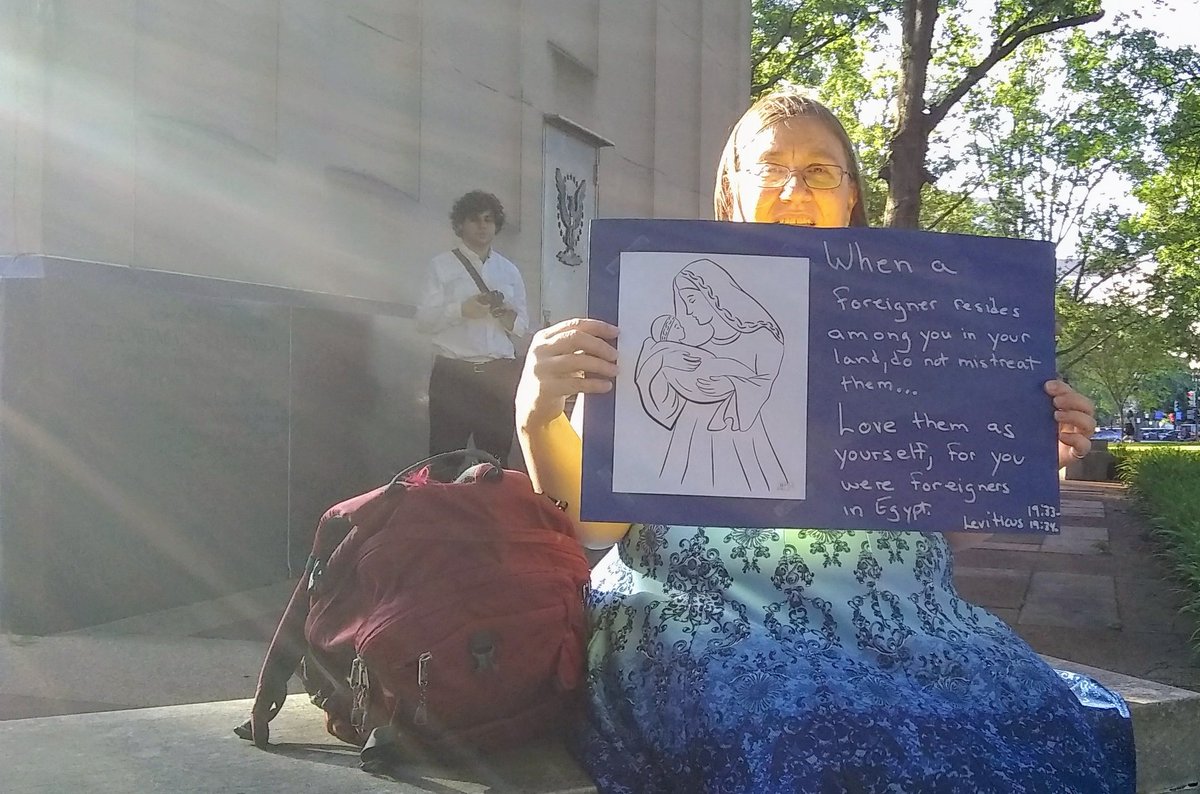 When a
foreigner resides
among you in your
land, do not mistreat
them...
Love them as
yourself, for you
were foreigners
in Egypt.
Leviticus 19:33-
19:34